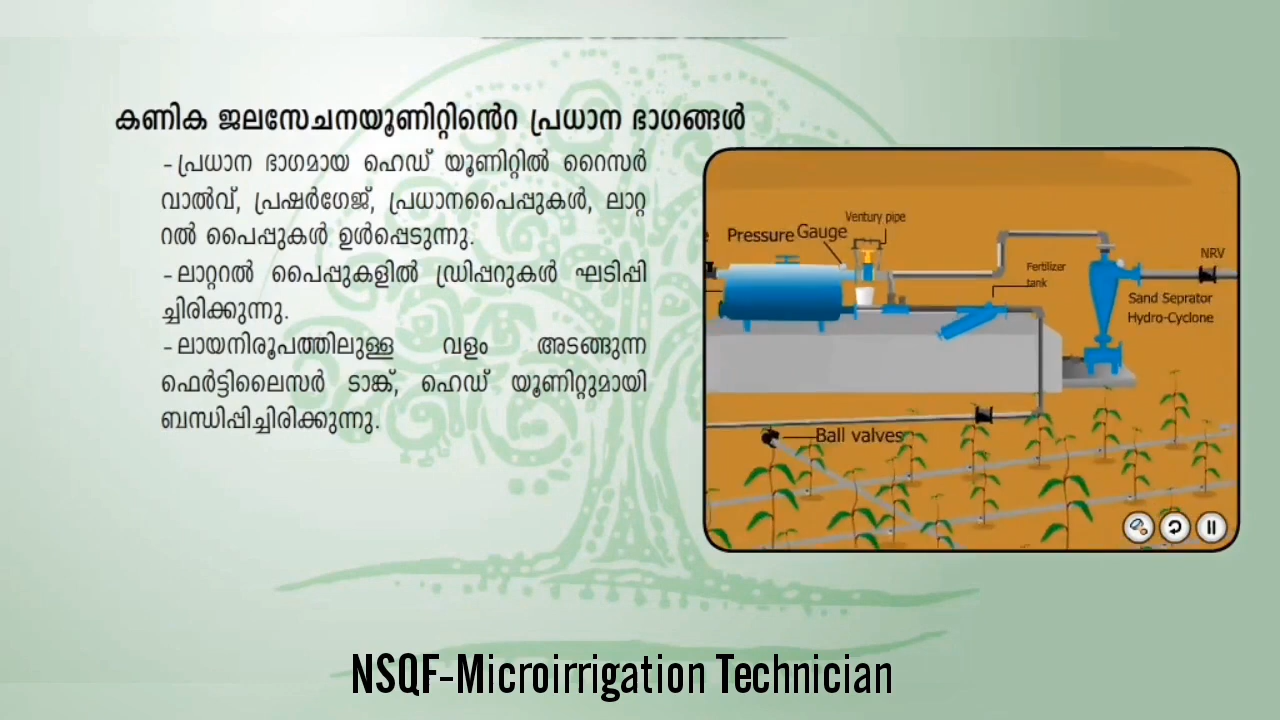 കണിക ജലസേചനയൂണിറ്റിൻെറ പ്രധാന ഭാഗങ്ങൾ
-പ്രധാന ഭാഗമായ ഹെഡ് യൂണിറ്റിൽ റൈസർ
വാൽവ്, പ്രഷർഗേജ്, പ്രധാനപൈപ്പുകൾ, ലാറ്റ
റൽ പൈപ്പുകൾ ഉൾപ്പെടുന്നു.
-ലാറ്ററൽ പൈപ്പുകളിൽ ഡ്രിപ്പറുകൾ ഘടിപ്പി
ച്ചിരിക്കുന്നു.
-ലായനിരൂപത്തിലുള്ള വളം അടങ്ങുന്ന
ഫെർട്ടിലൈസർ ടാങ്ക്, ഹെഡ് യൂണിറ്റുമായി
ബന്ധിപ്പിച്ചിരിക്കുന്നു.
Ventury pipe
Pressure Gauge
NRV
Fertilizer
tank
Sand Seprator
Hydro-Cyclone
Ball valves
NSQF-Microirrigation Technician